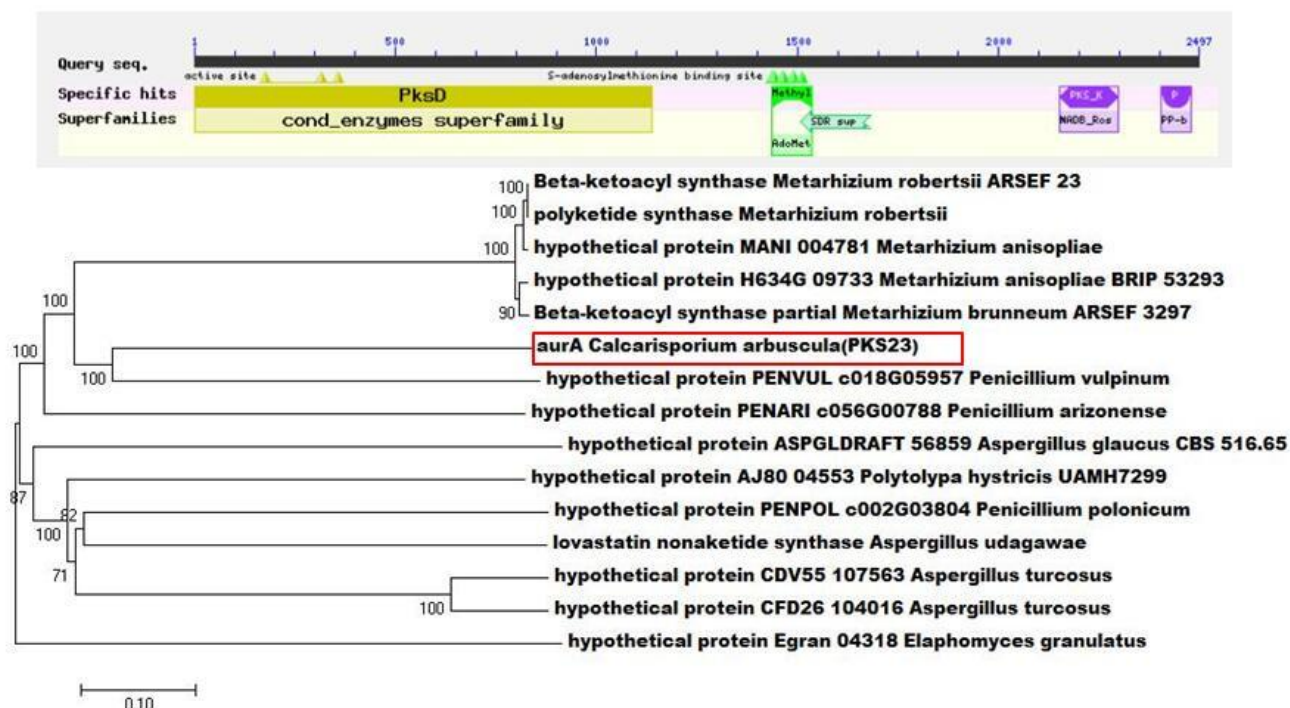 1 500 1000 1500 2000 2497
Query seq.
active site S-adenosylmethionine binding site
Specific hits PksD Methyl PKS_K P
Superfamilies cond_enzymes superfamily SDR sup NADB_Ros PP-b
AdoMet
100 Beta-ketoacyl synthase Metarhizium robertsii ARSEF 23
100 polyketide synthase Metarhizium robertsii
100 hypothetical protein MANI 004781 Metarhizium anisopliae
hypothetical protein H634G 09733 Metarhizium anisopliae BRIP 53293
100 90 Beta-ketoacyl synthase partial Metarhizium brunneum ARSEF 3297
100 aurA Calcarisporium arbuscula(PKS23)
100 hypothetical protein PENVUL c018G05957 Penicillium vulpinum
hypothetical protein PENARI c056G00788 Penicillium arizonense
hypothetical protein ASPGLDRAFT 56859 Aspergillus glaucus CBS 516.65
hypothetical protein AJ80 04553 Polytolypa hystricis UAMH7299
87
82 hypothetical protein PENPOL c002G03804 Penicillium polonicum
100 lovastatin nonaketide synthase Aspergillus udagawae
71 hypothetical protein CDV55 107563 Aspergillus turcosus
100 hypothetical protein CFD26 104016 Aspergillus turcosus
hypothetical protein Egran 04318 Elaphomyces granulatus
0.10